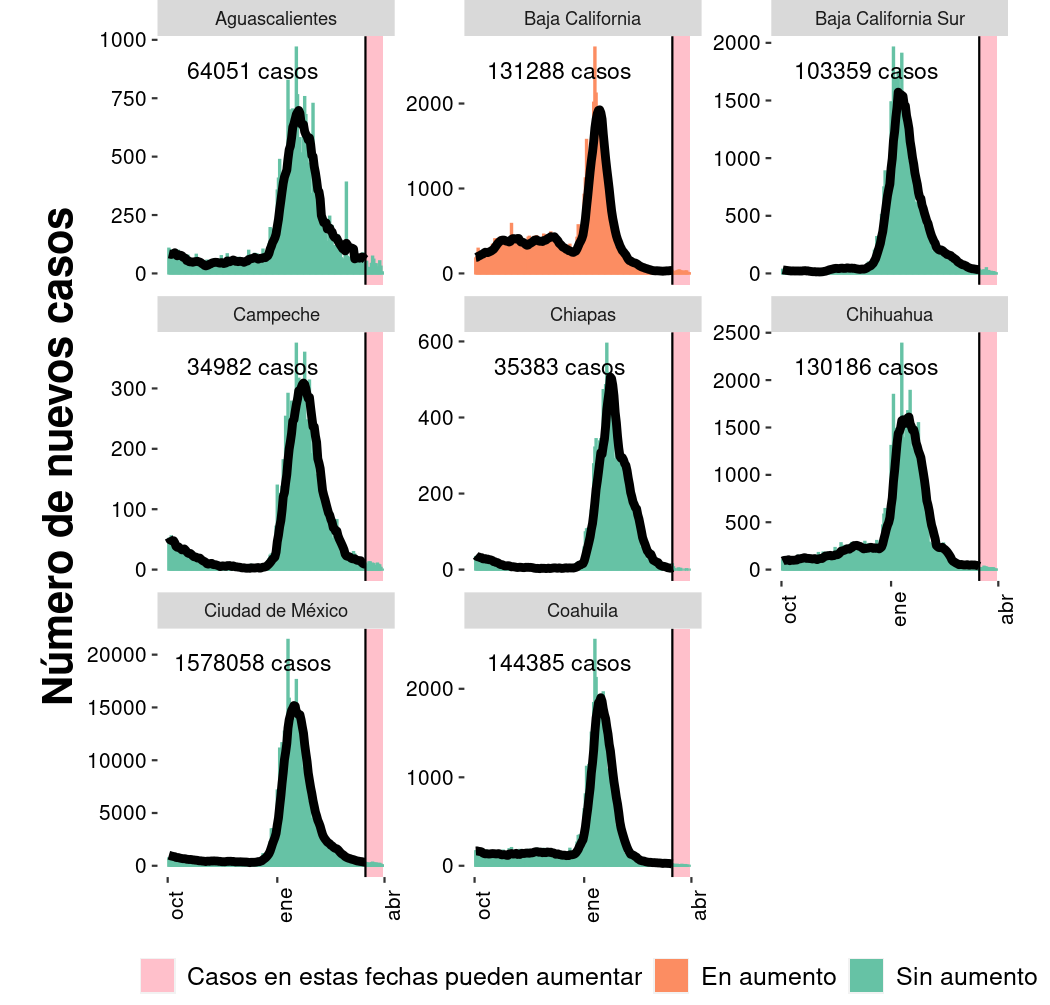 Número de nuevos casos
Aguascalientes
64051 casos
1000
750
500
250
0
Baja California
131288 casos
2000
1000
0
Baja California Sur
103359 casos
2000
1500
1000
500
0
Campeche
34982 casos
300
200
100
0
Chiapas
35383 casos
600
400
200
0
Chihuahua
130186 casos
2500
2000
1500
1000
500
0
oct
ene
abr
Ciudad de México
1578058 casos
20000
15000
10000
5000
0
oct
ene
abr
Coahuila
144385 casos
2000
1000
0
oct
ene
abr
Casos en estas fechas pueden aumentar
En aumento
Sin aumento